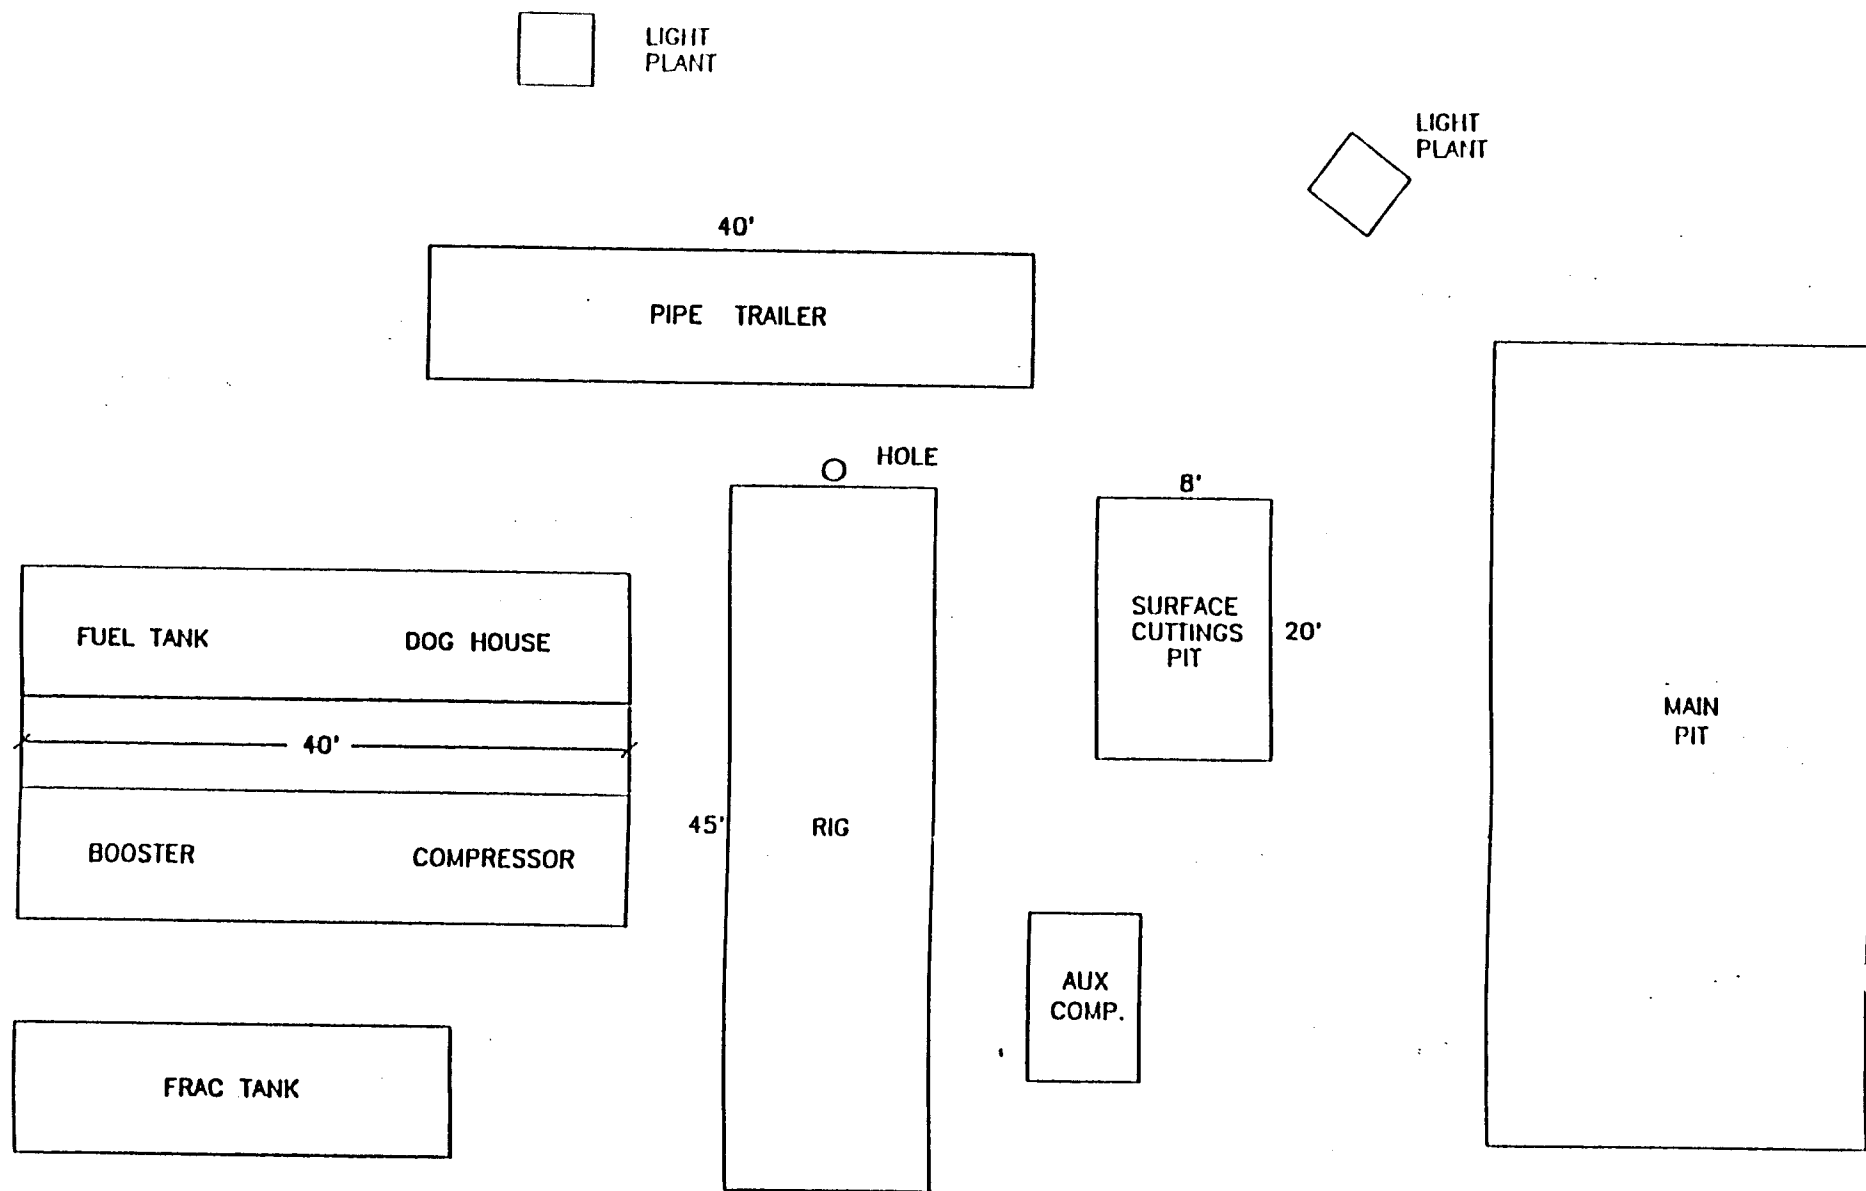 LIGHT
PLANT
LIGHT
PLANT
40'
PIPE TRAILER
HOLE
8'
SURFACE
CUTTINGS
PIT
20'
FUEL TANK DOG HOUSE
40'
MAIN
PIT
45'
RIG
BOOSTER COMPRESSOR
AUX
COMP.
FRAC TANK